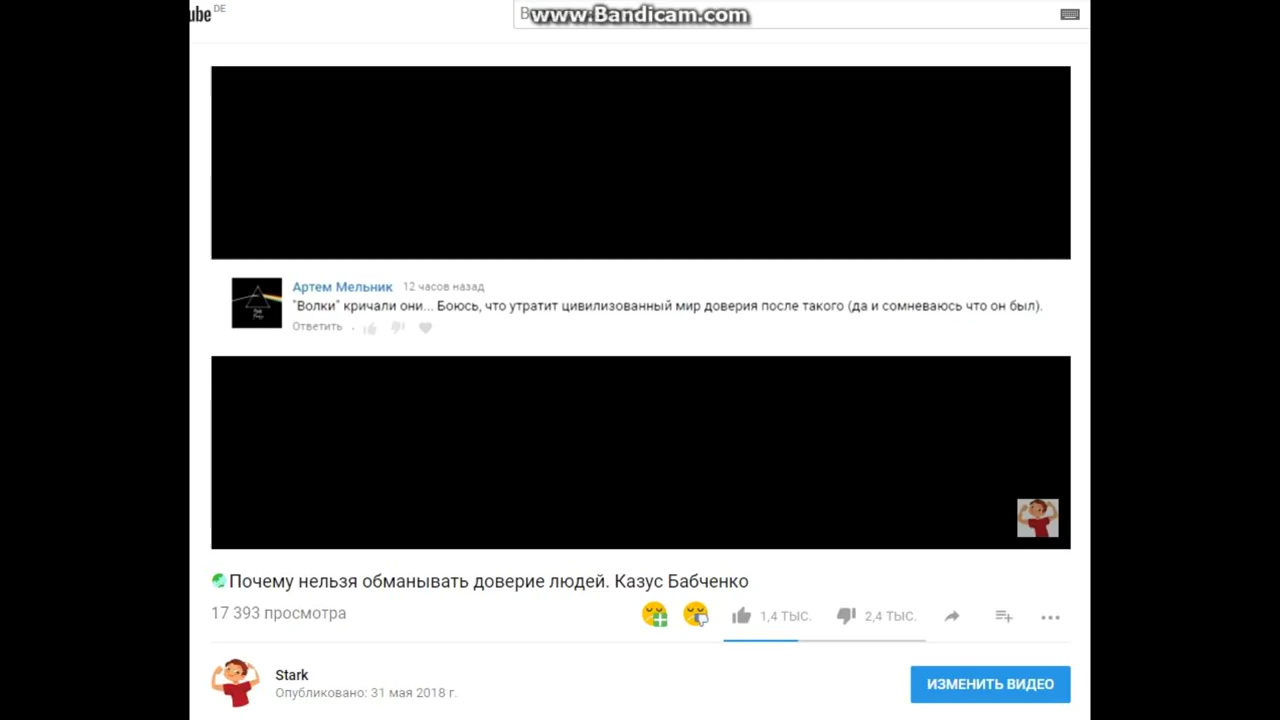 ube DE
В
www.Bandicam.com
Артем Мельник 12 часов назад
"Волки" кричали они... Боюсь, что утратит цивилизованный мир доверия после такого (да и сомневаюсь что он был).
Ответить
Почему нельзя обманывать доверие людей. Казус Бабченко
17 393 просмотра
1,4 ТЫС. 2,4 ТЫС.
Stark
Опубликовано: 31 мая 2018 г.
ИЗМЕНИТЬ ВИДЕО